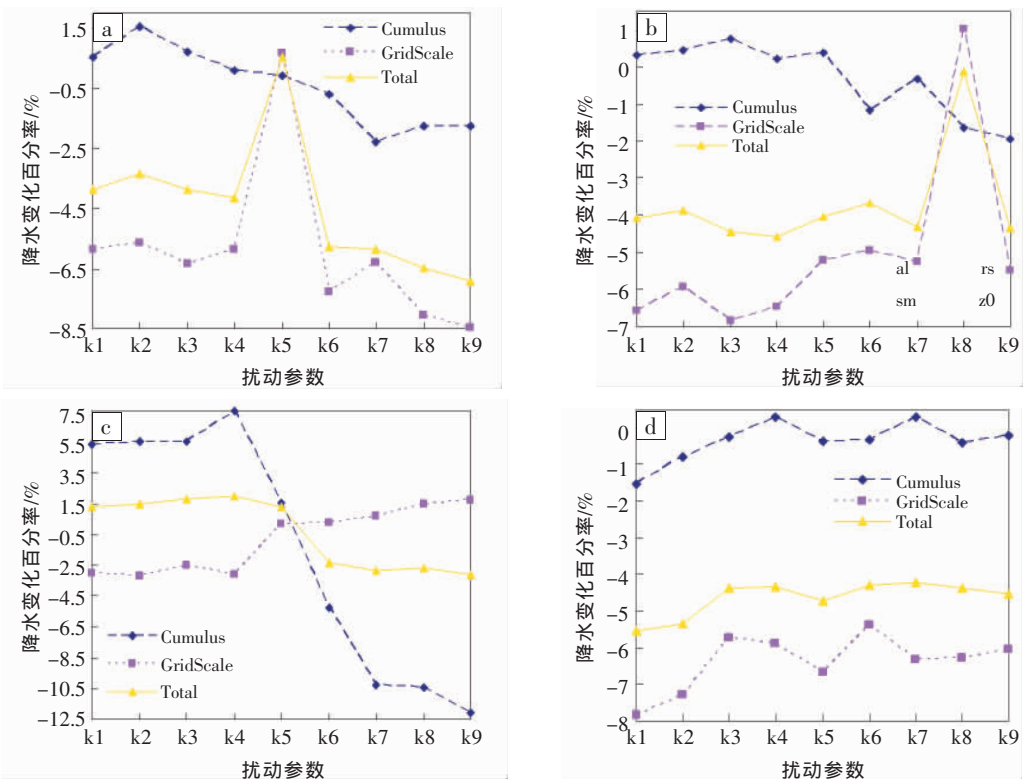 a
降水变化百分率/%
1.5
−0.5
−2.5
−4.5
−6.5
−8.5
Cumulus
GridScale
Total
k1 k2 k3 k4 k5 k6 k7 k8 k9
扰动参数
b
降水变化百分率/%
1
0
−1
−2
−3
−4
−5
−6
−7
Cumulus
GridScale
Total
al rs
sm z0
k1 k2 k3 k4 k5 k6 k7 k8 k9
扰动参数
c
降水变化百分率/%
7.5
5.5
3.5
1.5
−0.5
−2.5
−4.5
−6.5
−8.5
−10.5
−12.5
Cumulus
GridScale
Total
k1 k2 k3 k4 k5 k6 k7 k8 k9
扰动参数
d
降水变化百分率/%
0
−1
−2
−3
−4
−5
−6
−7
−8
Cumulus
GridScale
Total
k1 k2 k3 k4 k5 k6 k7 k8 k9
扰动参数